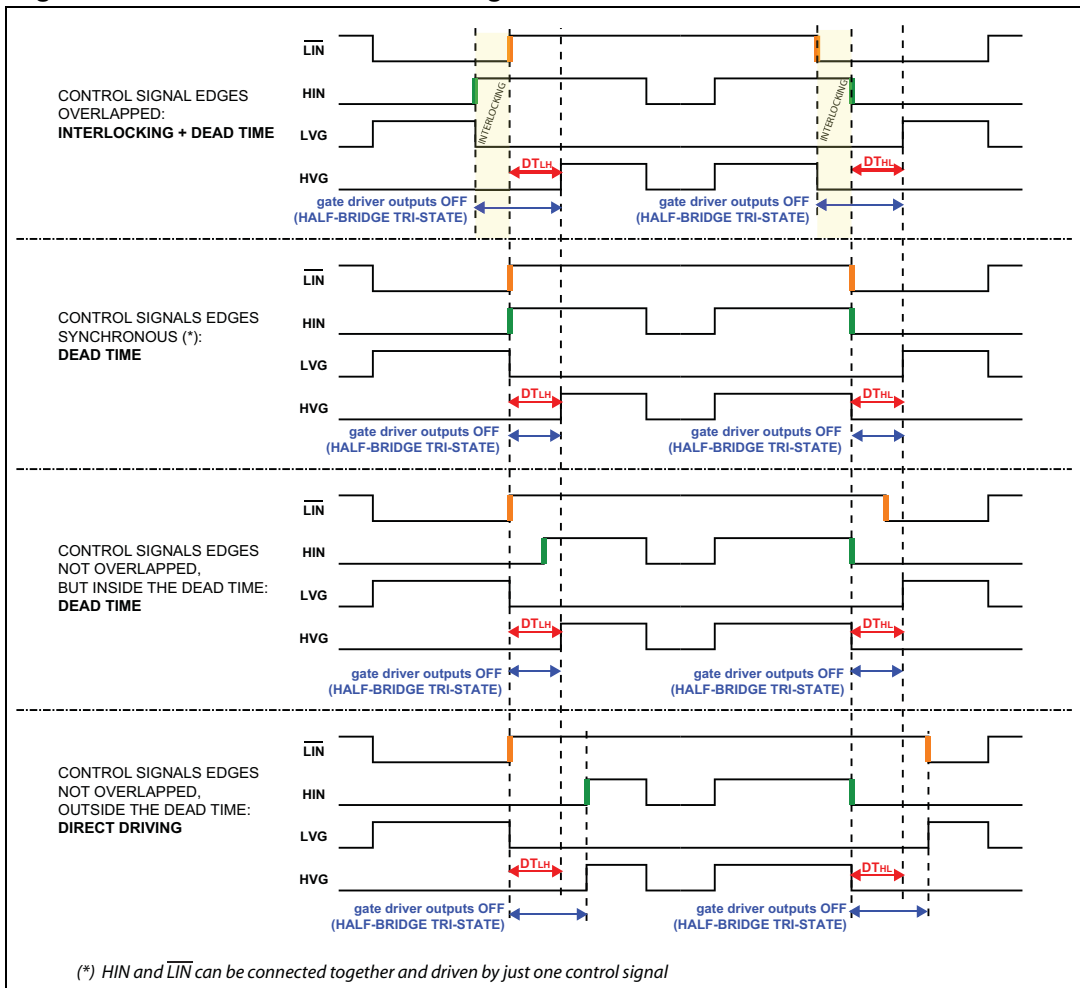 LIN
CONTROL SIGNAL EDGES
OVERLAPPED:
INTERLOCKING + DEAD TIME
HIN
INTERLOCKING
INTERLOCKING
LVG
DTLH
DTHL
HVG
gate driver outputs OFF
(HALF-BRIDGE TRI-STATE)
gate driver outputs OFF
(HALF-BRIDGE TRI-STATE)
LIN
CONTROL SIGNALS EDGES
SYNCHRONOUS (*):
DEAD TIME
HIN
LVG
DTLH
DTHL
HVG
gate driver outputs OFF
(HALF-BRIDGE TRI-STATE)
gate driver outputs OFF
(HALF-BRIDGE TRI-STATE)
LIN
CONTROL SIGNALS EDGES
NOT OVERLAPPED,
BUT INSIDE THE DEAD TIME:
DEAD TIME
HIN
LVG
DTLH
DTHL
HVG
gate driver outputs OFF
(HALF-BRIDGE TRI-STATE)
gate driver outputs OFF
(HALF-BRIDGE TRI-STATE)
LIN
CONTROL SIGNALS EDGES
NOT OVERLAPPED,
OUTSIDE THE DEAD TIME:
DIRECT DRIVING
HIN
LVG
DTLH
DTHL
HVG
gate driver outputs OFF
(HALF-BRIDGE TRI-STATE)
gate driver outputs OFF
(HALF-BRIDGE TRI-STATE)
(*) HIN and LIN can be connected together and driven by just one control signal